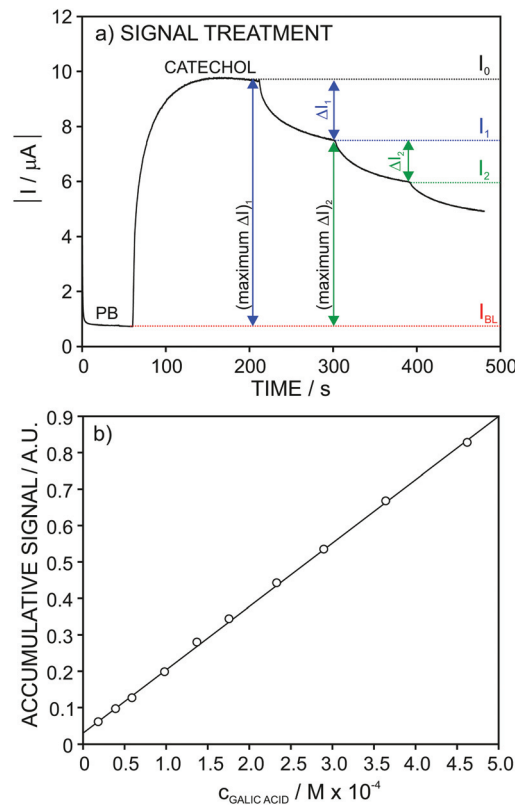 a) SIGNAL TREATMENT
12
10
8
6
4
2
0
| I / μA |
CATECHOL
PB
(maximum ΔI)₁
(maximum ΔI)₂
ΔI₁
ΔI₂
I₀
I₁
I₂
I_BL
0 100 200 300 400 500
TIME / s
b)
0.9
0.8
0.7
0.6
0.5
0.4
0.3
0.2
0.1
0
ACCUMULATIVE SIGNAL / A.U.
0 0.5 1.0 1.5 2.0 2.5 3.0 3.5 4.0 4.5 5.0
c_GALIC ACID / M x 10⁻⁴